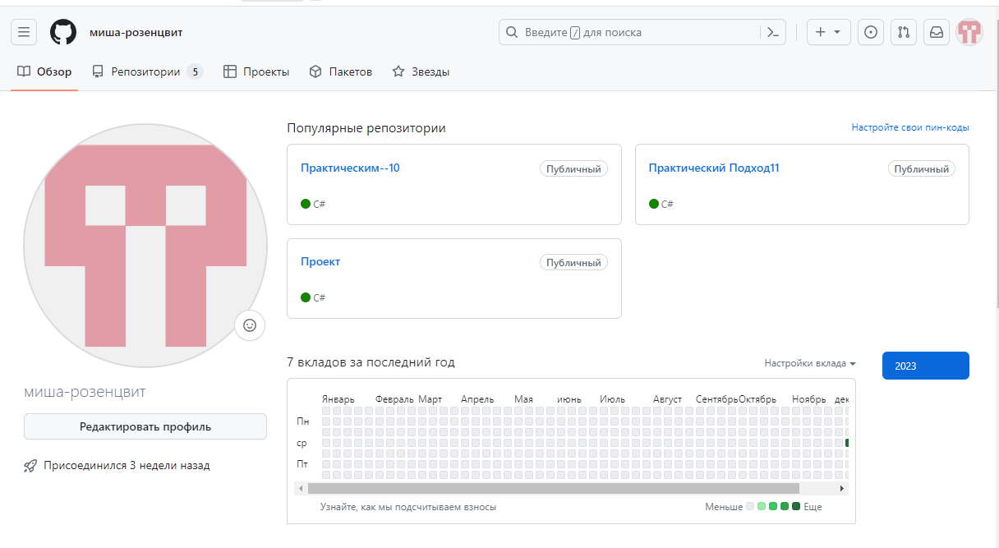 миша-розенцвит
Введите / для поиска
Обзор
Репозитории 5
Проекты
Пакетов
Звезды
Популярные репозитории
Настройте свои пин-коды
Практическим--10
Публичный
C#
Практический Подход11
Публичный
C#
Проект
Публичный
C#
миша-розенцвит
Редактировать профиль
Присоединился 3 недели назад
7 вкладов за последний год
Настройки вклада
2023
Январь Февраль Март Апрель Мая июнь Июль Август Сентябрь Октябрь Ноябрь дек
Пн
ср
Пт
Узнайте, как мы подсчитываем взносы
Меньше Еще